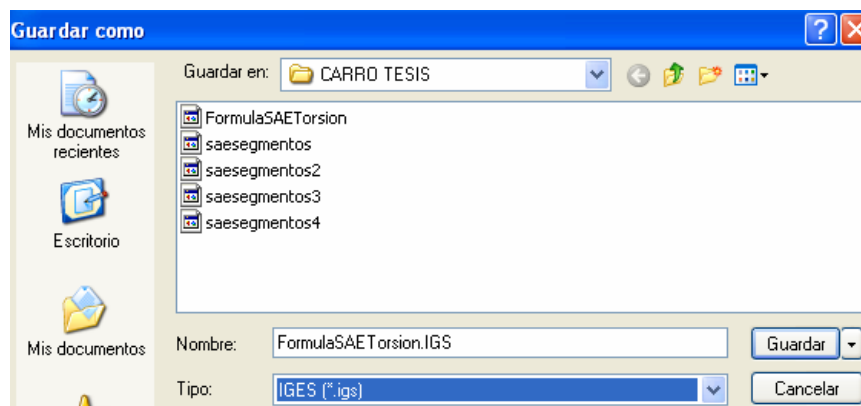 Guardar como
Guardar en:
CARRO TESIS
Mis documentos
recientes
Escritorio
Mis documentos
FormulaSAETorsion
saesegmentos
saesegmentos2
saesegmentos3
saesegmentos4
Nombre:
FormulaSAETorsion.IGS
Guardar
Tipo:
IGES (*.igs)
Cancelar